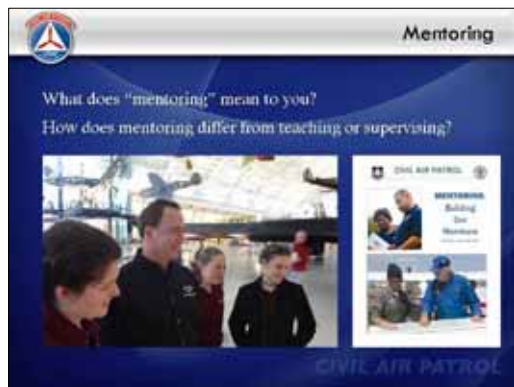 Mentoring
What does “mentoring” mean to you?
How does mentoring differ from teaching or supervising?
CIVIL AIR PATROL
MENTORING
Building
Our
Members
CIVIL AIR PATROL